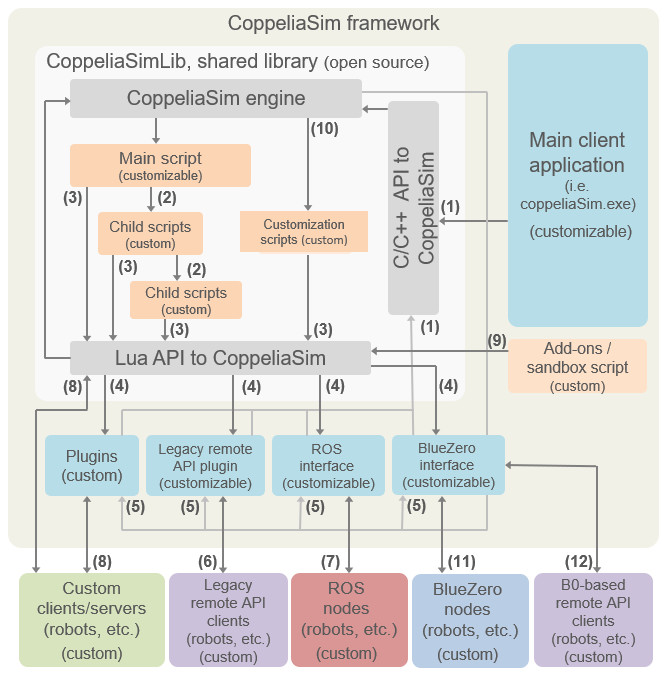 CoppeliaSim framework
CoppeliaSimLib, shared library (open source)
CoppeliaSim engine
(10)
Main script
(customizable)
(3)
(2)
Child scripts
(custom)
(3)
(2)
Child scripts
(custom)
(3)
Customization
scripts (custom)
(3)
C/C++ API to
CoppeliaSim
(1)
(1)
Main client
application
(i.e.
coppeliaSim.exe)
(customizable)
Lua API to CoppeliaSim
(9)
Add-ons /
sandbox script
(custom)
(8)
(4)
(4)
(4)
(4)
Plugins
(custom)
Legacy remote
API plugin
(customizable)
ROS
interface
(customizable)
BlueZero
interface
(customizable)
(5)
(5)
(5)
(5)
(8)
(6)
(7)
(11)
(12)
Custom
clients/servers
(robots, etc.)
(custom)
Legacy
remote API
clients
(robots, etc.)
(custom)
ROS
nodes
(robots, etc.)
(custom)
BlueZero
nodes
(robots, etc.)
(custom)
B0-based
remote API
clients
(robots, etc.)
(custom)